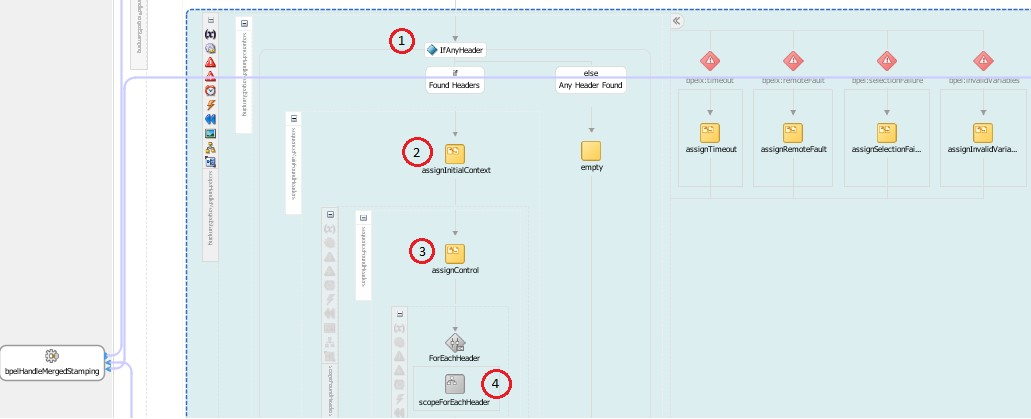 1
IfAnyHeader
if
Found Headers
else
Any Header Found
2
assignInitialContext
empty
3
assignControl
ForEachHeader
4
scopeForEachHeader
bpelx:timeout
bpelx:remoteFault
bpel:selectionFailure
bpel:invalidVariables
assignTimeout
assignRemoteFault
assignSelectionFai...
assignInvalidVaria...
bpelHandleMergedStamping